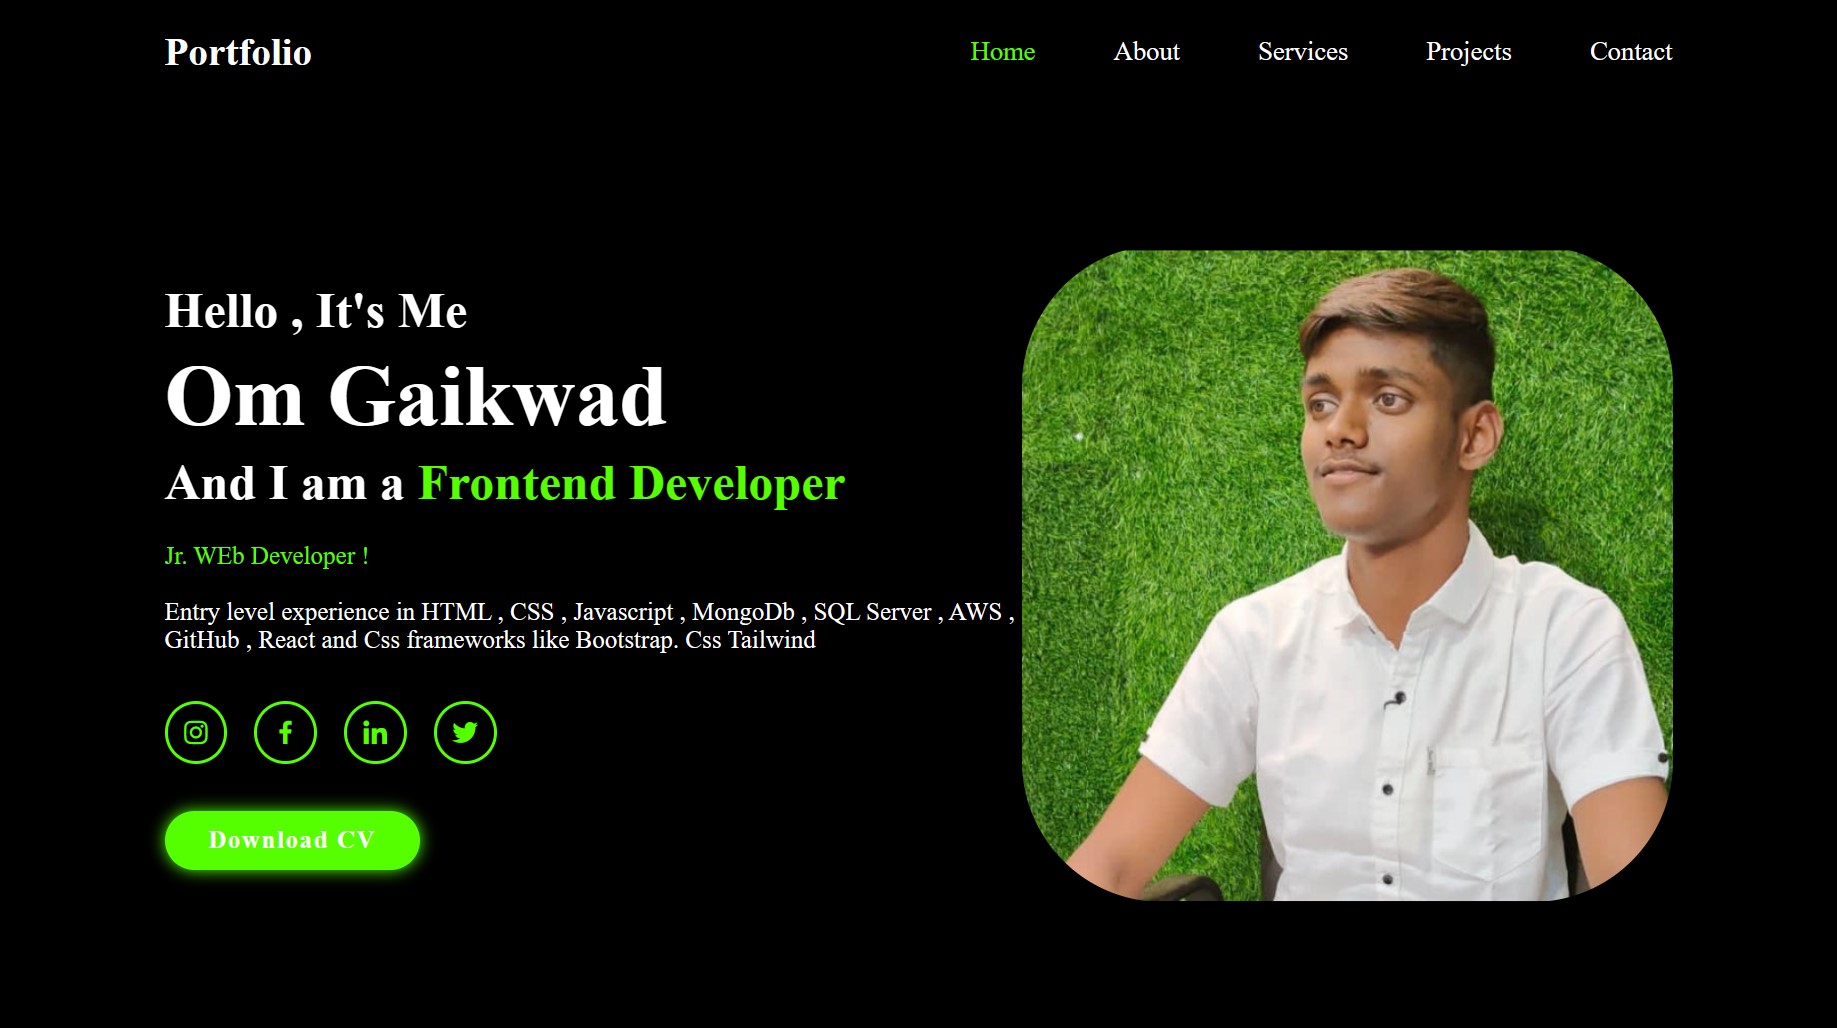 Portfolio
Home
About
Services
Projects
Contact
Hello , It's Me
Om Gaikwad
And I am a Frontend Developer
Jr. WEb Developer !
Entry level experience in HTML , CSS , Javascript , MongoDb , SQL Server , AWS ,
GitHub , React and Css frameworks like Bootstrap. Css Tailwind
Download CV